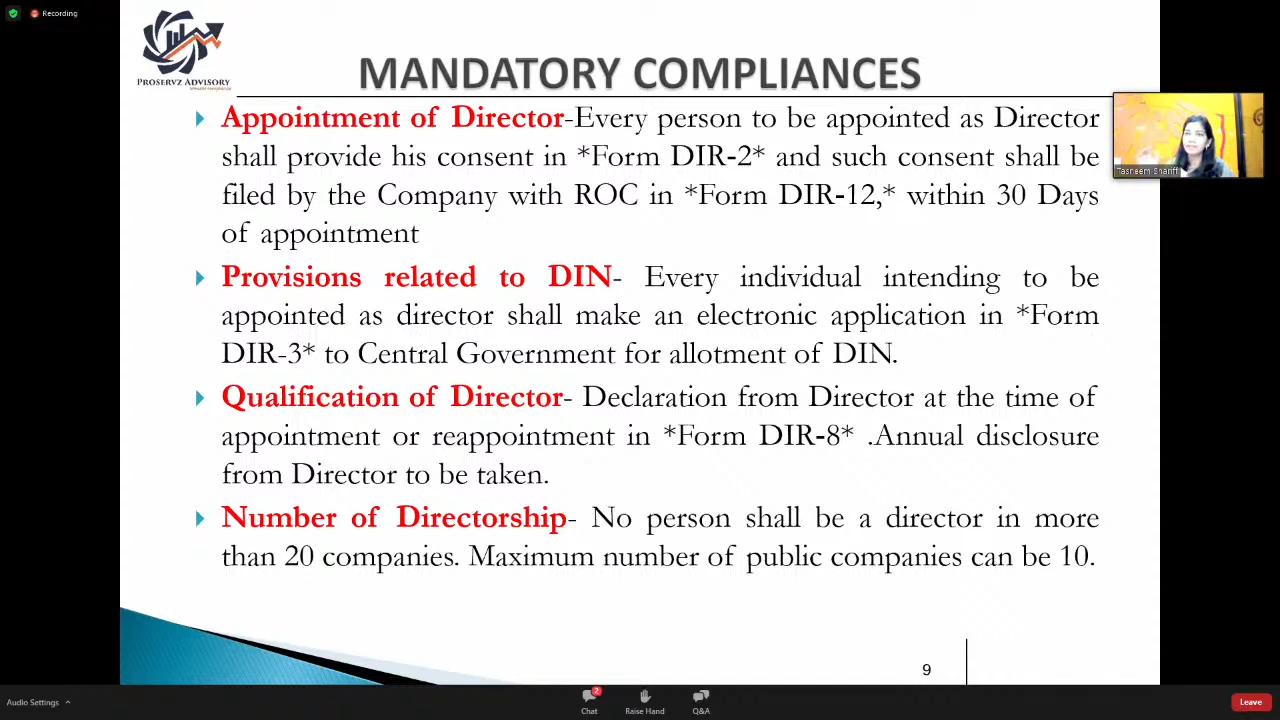 Recording
PROSERVZ ADVISORY
MANDATORY COMPLIANCES
Appointment of Director-Every person to be appointed as Director
shall provide his consent in *Form DIR-2* and such consent shall be
filed by the Company with ROC in *Form DIR-12,* within 30 Days
of appointment
Tasneem Shariff
Provisions related to DIN- Every individual intending to be
appointed as director shall make an electronic application in *Form
DIR-3* to Central Government for allotment of DIN.
Qualification of Director- Declaration from Director at the time of
appointment or reappointment in *Form DIR-8* .Annual disclosure
from Director to be taken.
Number of Directorship- No person shall be a director in more
than 20 companies. Maximum number of public companies can be 10.
9
Audio Settings
2
Chat
Raise Hand
Q&A
Leave